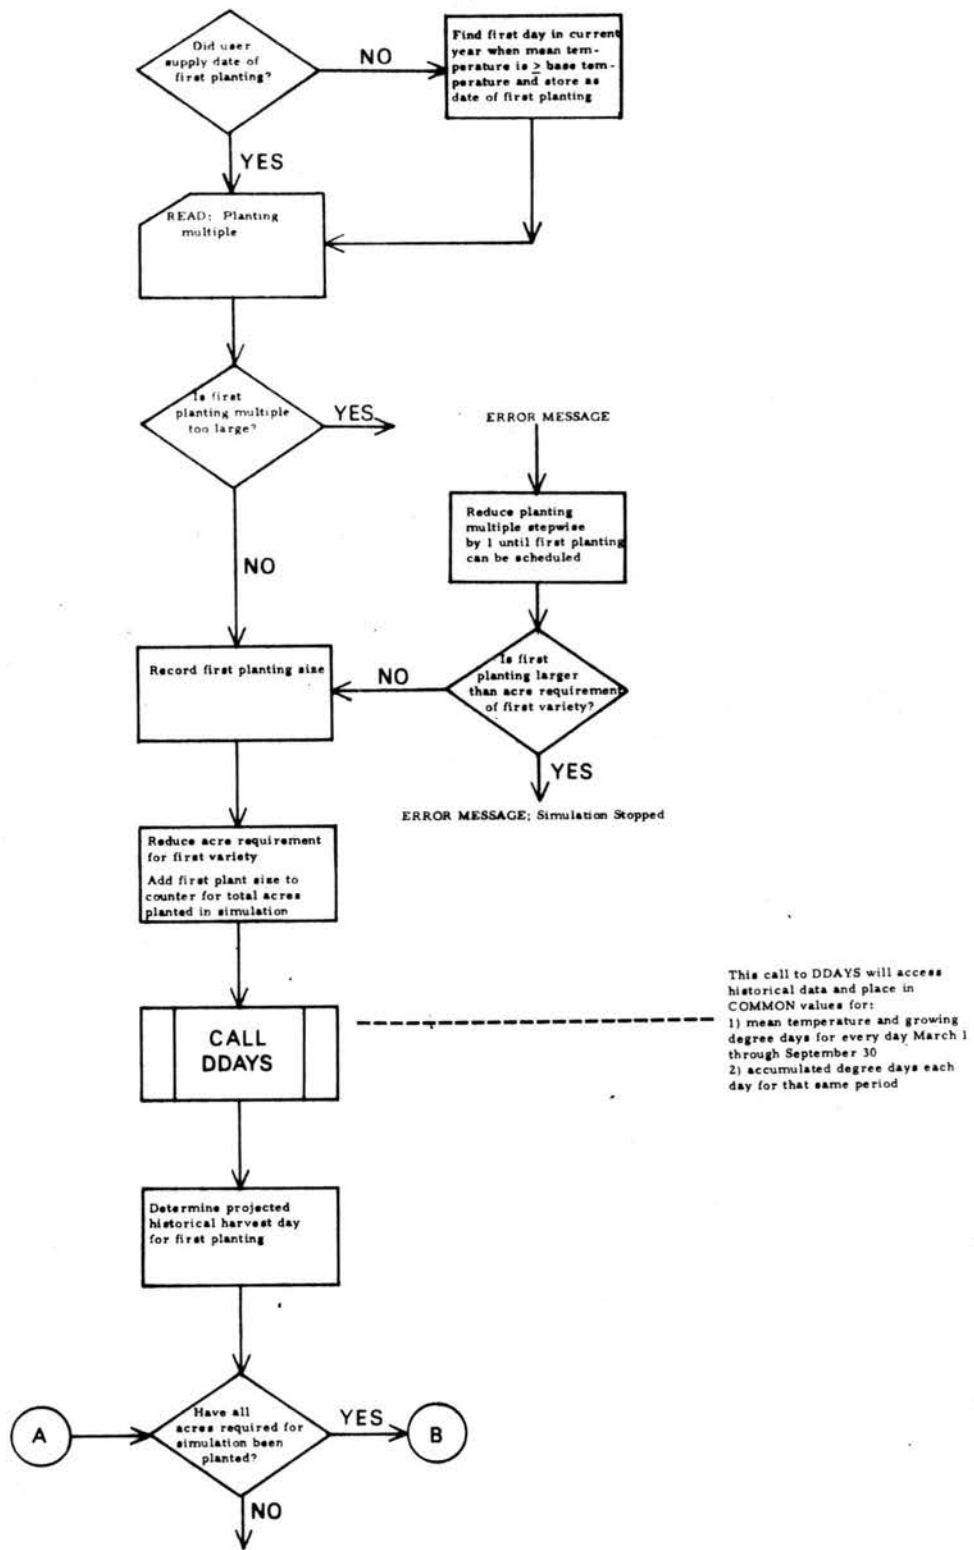 Did user
supply date of
first planting?
NO
Find first day in current
year when mean tem-
perature is ≥ base tem-
perature and store as
date of first planting
YES
READ: Planting
multiple
Is first
planting multiple
too large?
YES
ERROR MESSAGE
Reduce planting
multiple stepwise
by 1 until first planting
can be scheduled
NO
Record first planting size
NO
Is first
planting larger
than acre requirement
of first variety?
YES
ERROR MESSAGE; Simulation Stopped
Reduce acre requirement
for first variety
Add first plant size to
counter for total acres
planted in simulation
This call to DDAYS will access
historical data and place in
COMMON values for:
1) mean temperature and growing
degree days for every day March 1
through September 30
2) accumulated degree days each
day for that same period
CALL
DDAYS
Determine projected
historical harvest day
for first planting
A
Have all
acres required for
simulation been
planted?
YES
B
NO